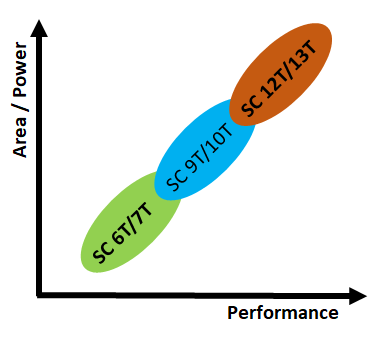 Area / Power
SC 12T/13T
SC 9T/10T
SC 6T/7T
Performance